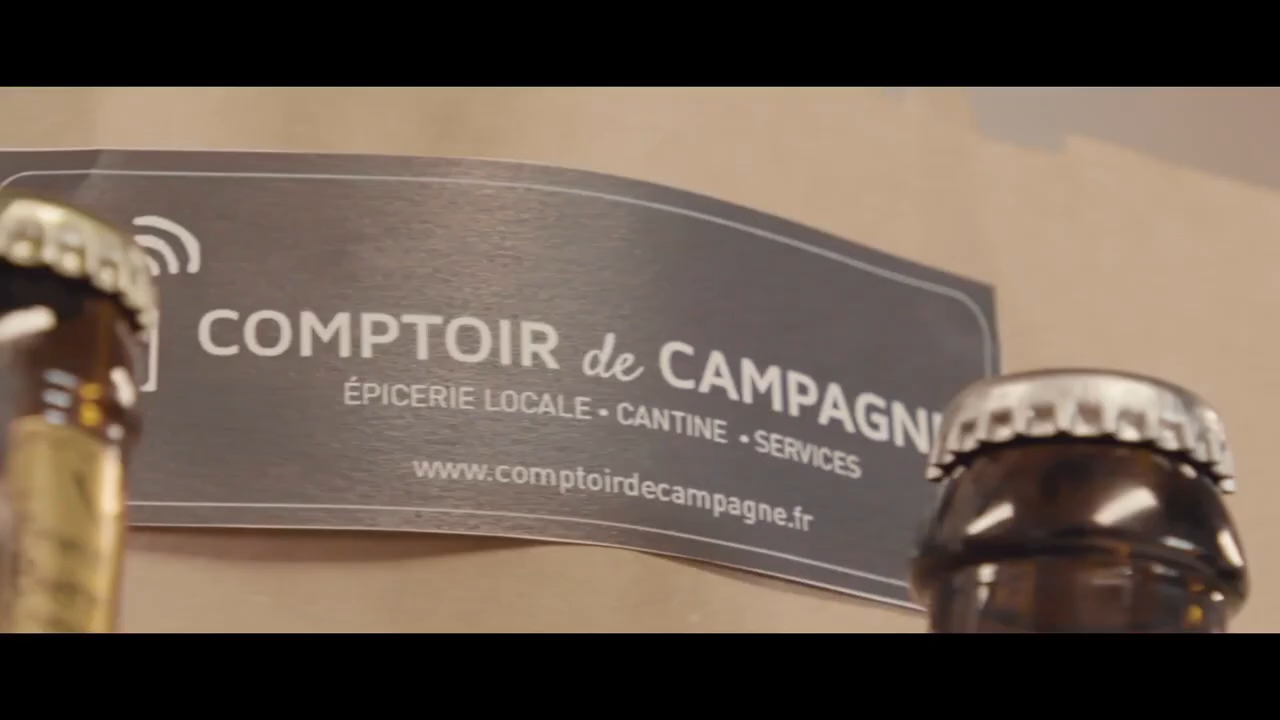 COMPTOIR de CAMPAGN
ÉPICERIE LOCALE • CANTINE • SERVICES
www.comptoirdecampagne.fr